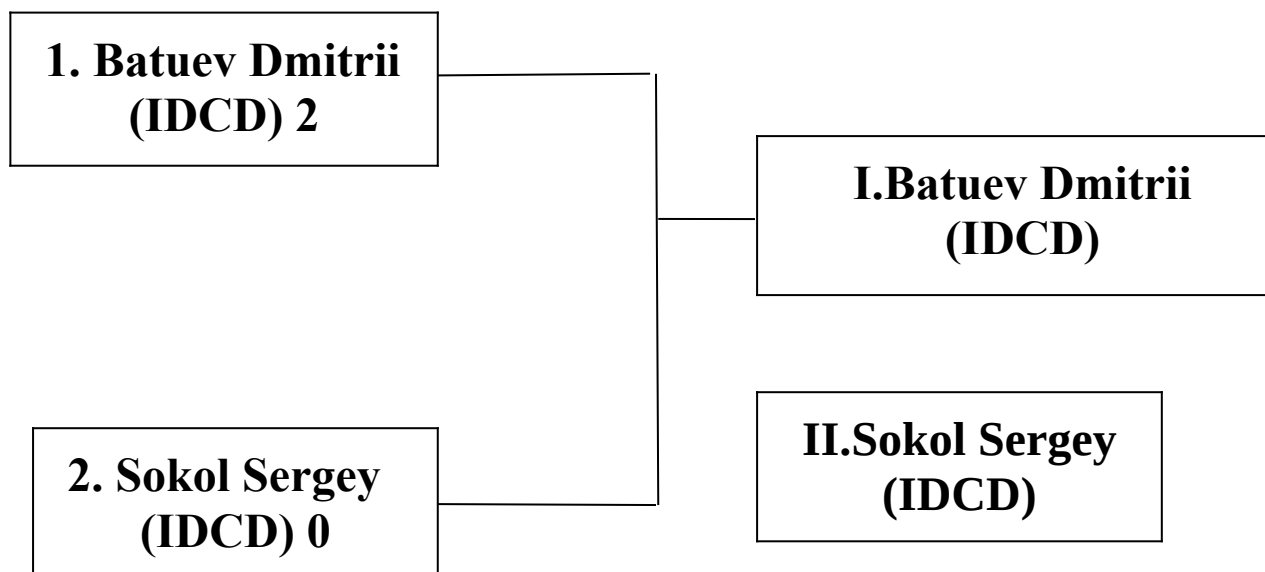 1. Batuev Dmitrii
(IDCD) 2
I.Batuev Dmitrii
(IDCD)
II.Sokol Sergey
(IDCD)
2. Sokol Sergey
(IDCD) 0